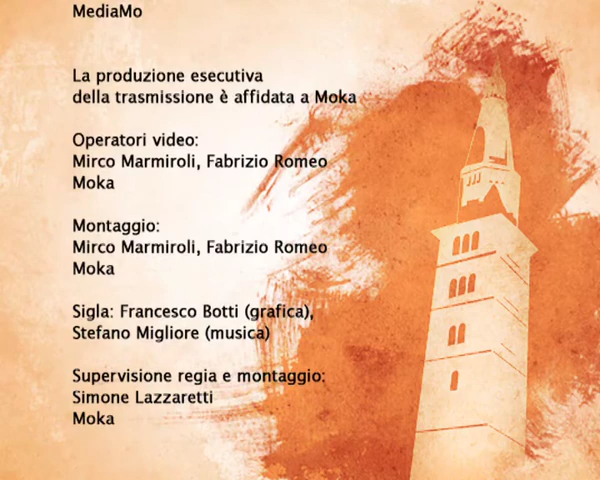 MediaMo
La produzione esecutiva
della trasmissione è affidata a Moka
Operatori video:
Mirco Marmiroli, Fabrizio Romeo
Moka
Montaggio:
Mirco Marmiroli, Fabrizio Romeo
Moka
Sigla: Francesco Botti (grafica),
Stefano Migliore (musica)
Supervisione regia e montaggio:
Simone Lazzaretti
Moka